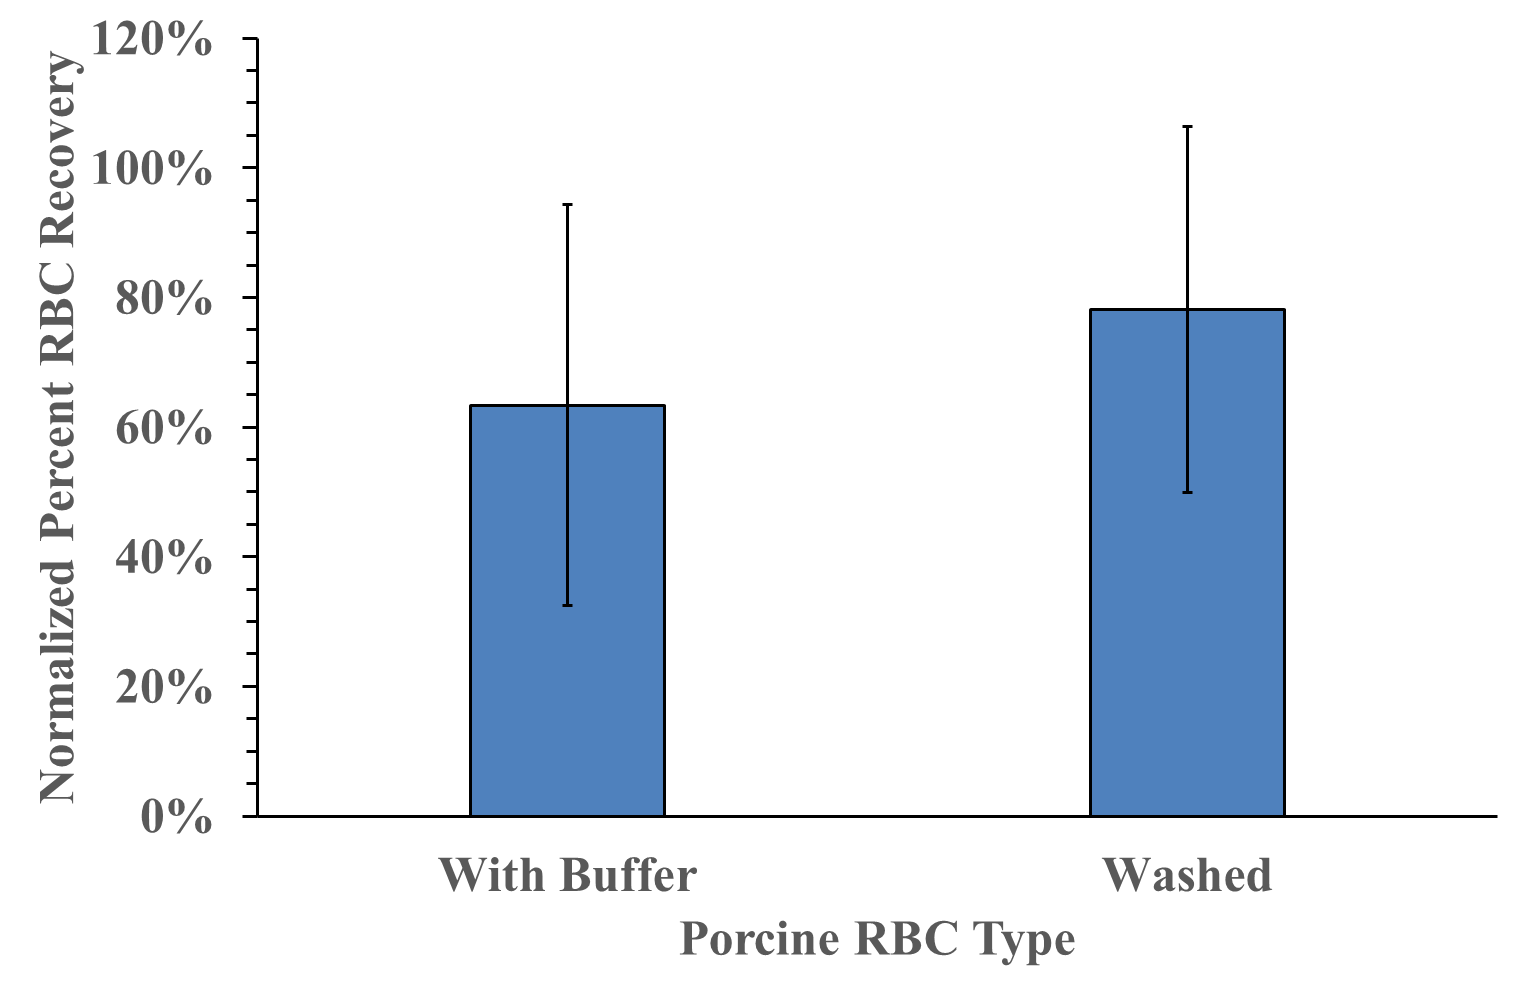 Normalized Percent RBC Recovery
120%
100%
80%
60%
40%
20%
0%
With Buffer
Washed
Porcine RBC Type